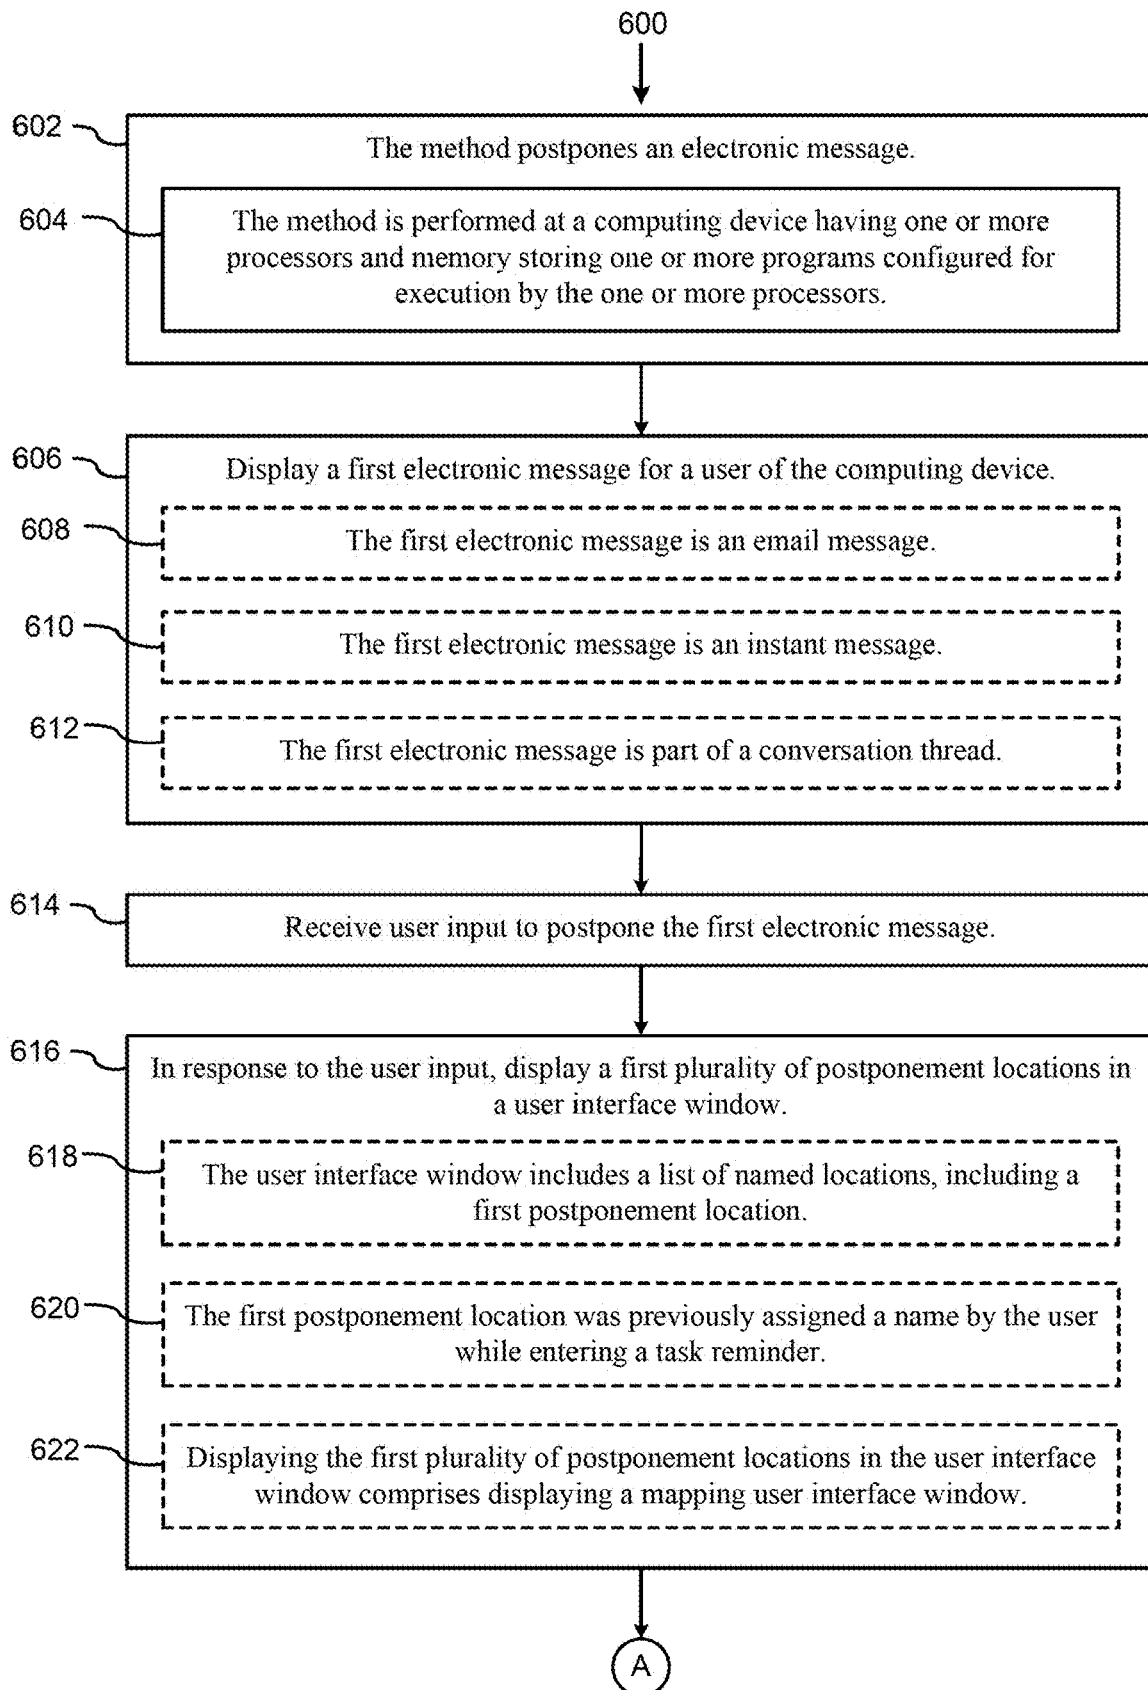 600
602
The method postpones an electronic message.
604
The method is performed at a computing device having one or more
processors and memory storing one or more programs configured for
execution by the one or more processors.
606
Display a first electronic message for a user of the computing device.
608
The first electronic message is an email message.
610
The first electronic message is an instant message.
612
The first electronic message is part of a conversation thread.
614
Receive user input to postpone the first electronic message.
616
In response to the user input, display a first plurality of postponement locations in
a user interface window.
618
The user interface window includes a list of named locations, including a
first postponement location.
620
The first postponement location was previously assigned a name by the user
while entering a task reminder.
622
Displaying the first plurality of postponement locations in the user interface
window comprises displaying a mapping user interface window.
A